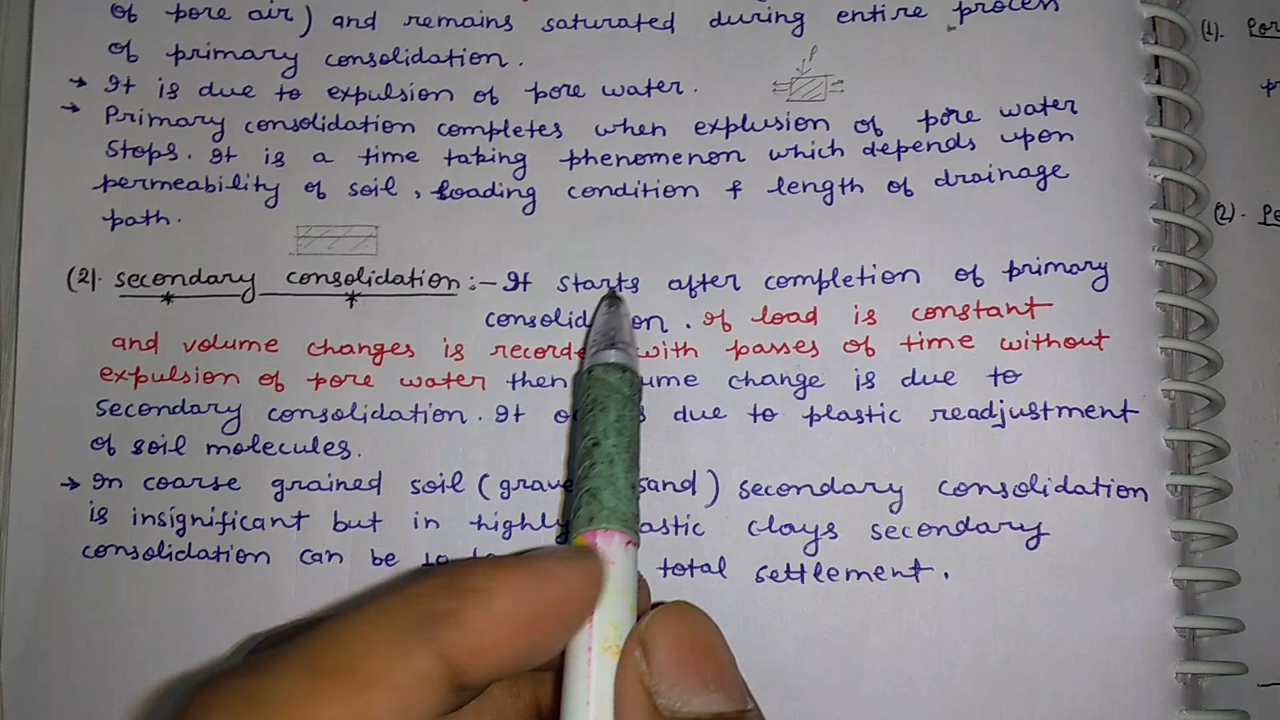 of pore air) and remains saturated during entire process
of primary consolidation.
→ It is due to expulsion of pore water.
P
→ Primary consolidation completes when explusion of pore water
stops. It is a time taking phenomenon which depends upon
permeability of soil, loading condition & length of drainage
path.
(2). secondary consolidation :- It starts after completion of primary
consolidation. If load is constant
and volume changes is recorded with passes of time without
expulsion of pore water then volume change is due to
secondary consolidation. It due to plastic readjustment
of soil molecules.
→ In coarse grained soil ( sand) secondary consolidation
is insignificant but in highly clays secondary
consolidation can be total settlement.
(1).
(2).